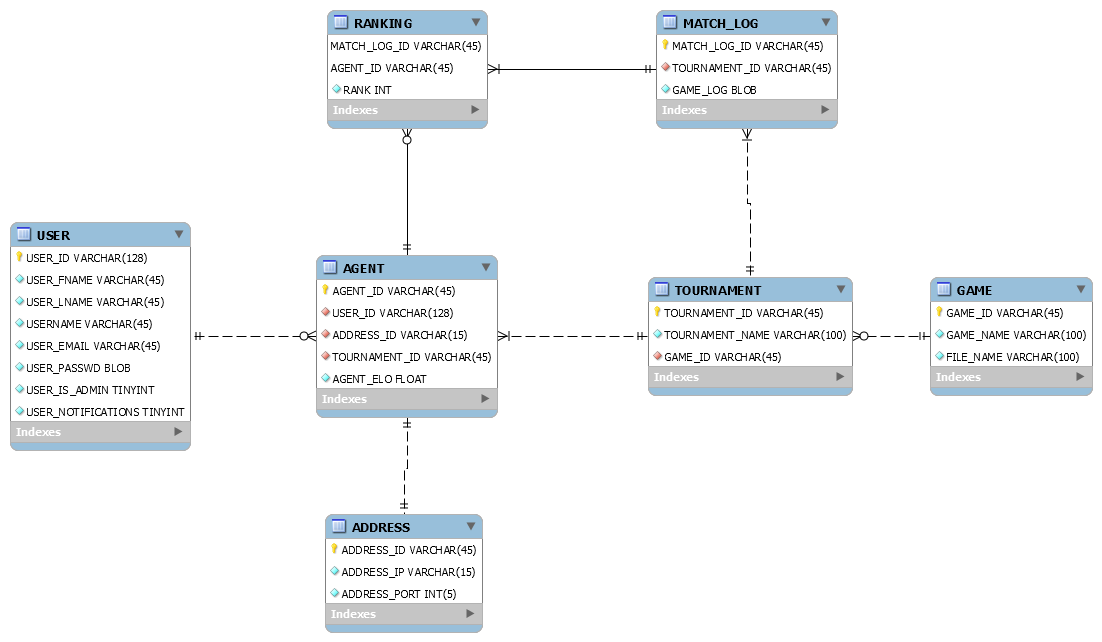 RANKING
MATCH_LOG_ID VARCHAR(45)
AGENT_ID VARCHAR(45)
RANK INT
Indexes
MATCH_LOG
MATCH_LOG_ID VARCHAR(45)
TOURNAMENT_ID VARCHAR(45)
GAME_LOG BLOB
Indexes
USER
USER_ID VARCHAR(128)
USER_FNAME VARCHAR(45)
USER_LNAME VARCHAR(45)
USERNAME VARCHAR(45)
USER_EMAIL VARCHAR(45)
USER_PASSWD BLOB
USER_IS_ADMIN TINYINT
USER_NOTIFICATIONS TINYINT
Indexes
AGENT
AGENT_ID VARCHAR(45)
USER_ID VARCHAR(128)
ADDRESS_ID VARCHAR(15)
TOURNAMENT_ID VARCHAR(45)
AGENT_ELO FLOAT
Indexes
TOURNAMENT
TOURNAMENT_ID VARCHAR(45)
TOURNAMENT_NAME VARCHAR(100)
GAME_ID VARCHAR(45)
Indexes
GAME
GAME_ID VARCHAR(45)
GAME_NAME VARCHAR(100)
FILE_NAME VARCHAR(100)
Indexes
ADDRESS
ADDRESS_ID VARCHAR(45)
ADDRESS_IP VARCHAR(15)
ADDRESS_PORT INT(5)
Indexes